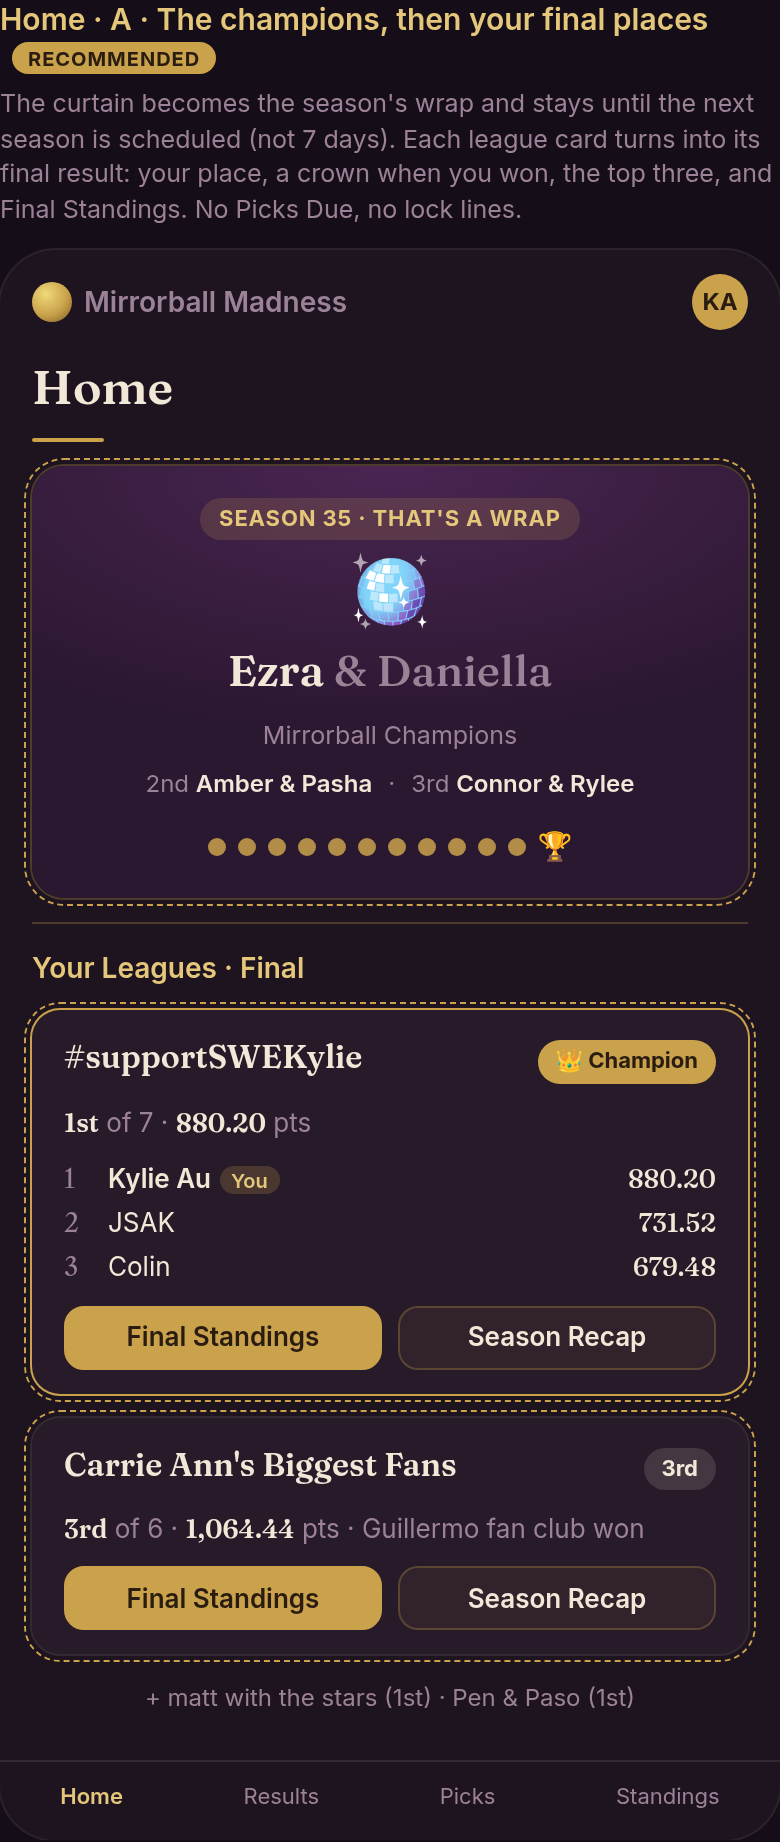 Home · A · The champions, then your final places
RECOMMENDED
The curtain becomes the season's wrap and stays until the next
season is scheduled (not 7 days). Each league card turns into its
final result: your place, a crown when you won, the top three, and
Final Standings. No Picks Due, no lock lines.
Mirrorball Madness
KA
Home
SEASON 35 · THAT'S A WRAP
Ezra & Daniella
Mirrorball Champions
2nd Amber & Pasha · 3rd Connor & Rylee
Your Leagues · Final
#supportSWEKylie
👑 Champion
1st of 7 · 880.20 pts
1 Kylie Au You 880.20
2 JSAK 731.52
3 Colin 679.48
Final Standings Season Recap
Carrie Ann's Biggest Fans
3rd
3rd of 6 · 1,064.44 pts · Guillermo fan club won
Final Standings Season Recap
+ matt with the stars (1st) · Pen & Paso (1st)
Home Results Picks Standings